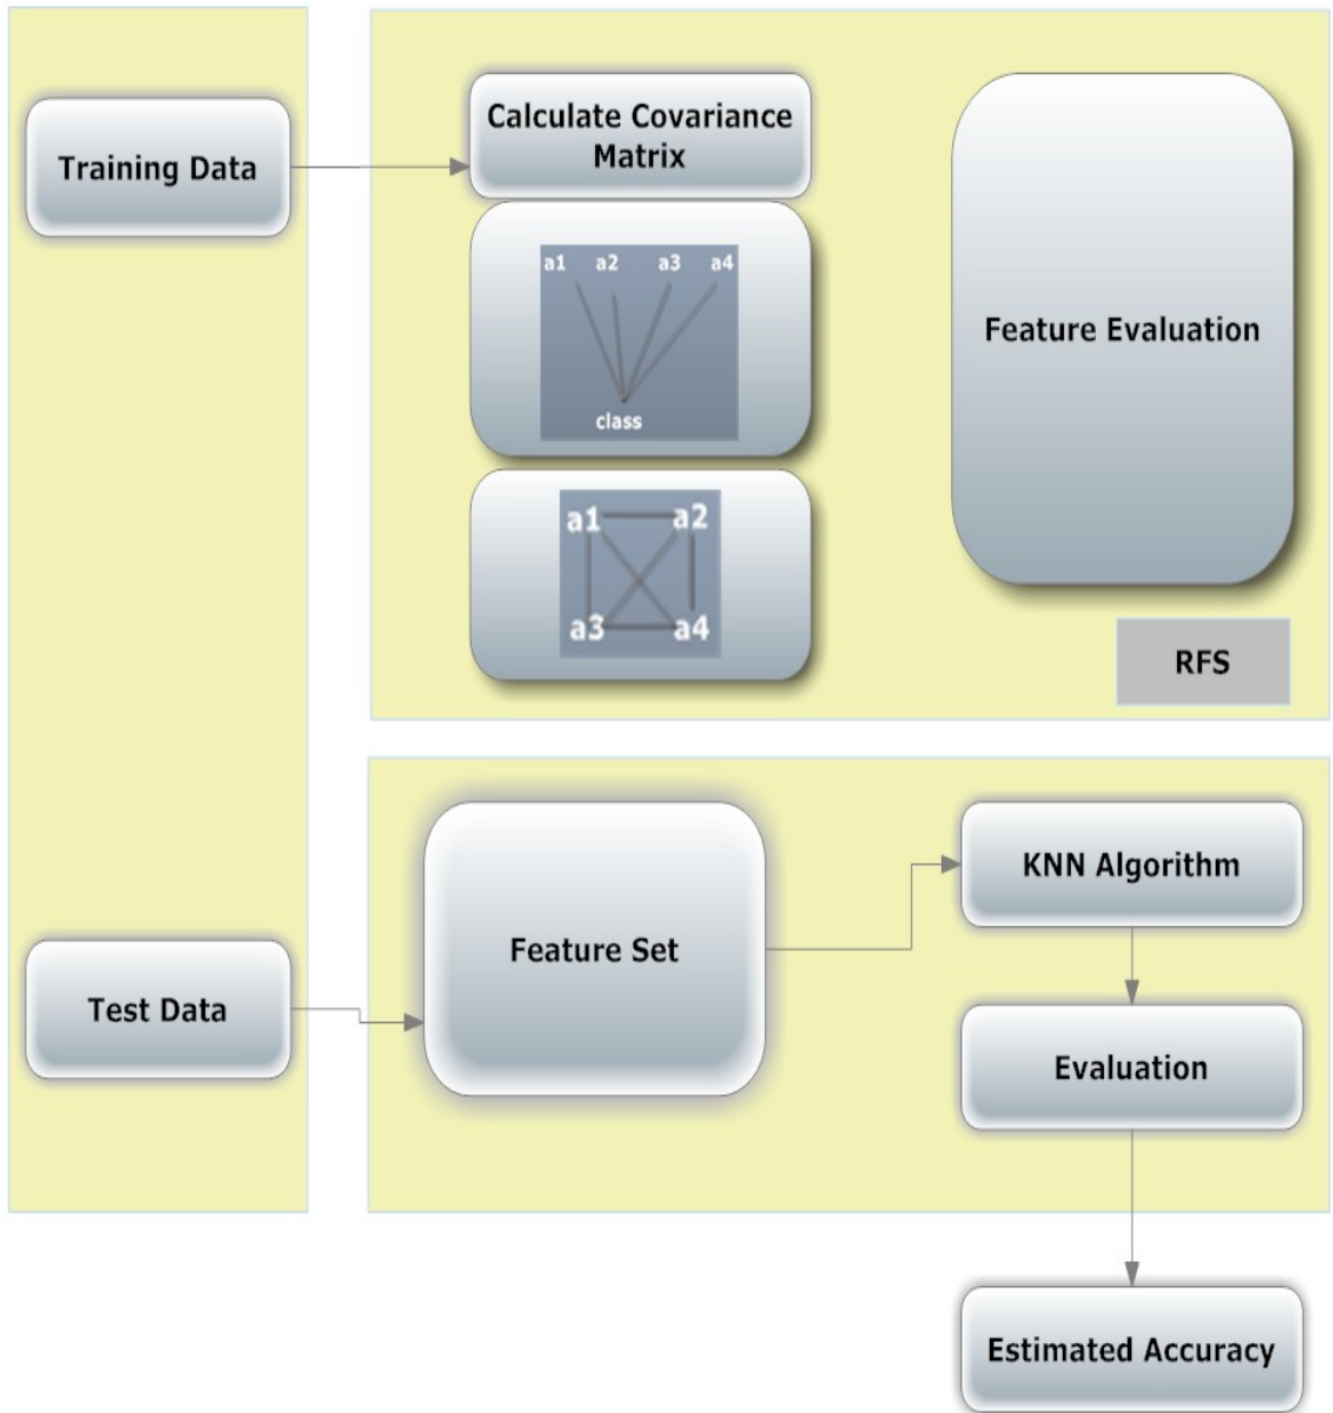 Training Data
Calculate Covariance
Matrix
a1 a2 a3 a4
class
a1 a2
a3 a4
Feature Evaluation
RFS
Test Data
Feature Set
KNN Algorithm
Evaluation
Estimated Accuracy